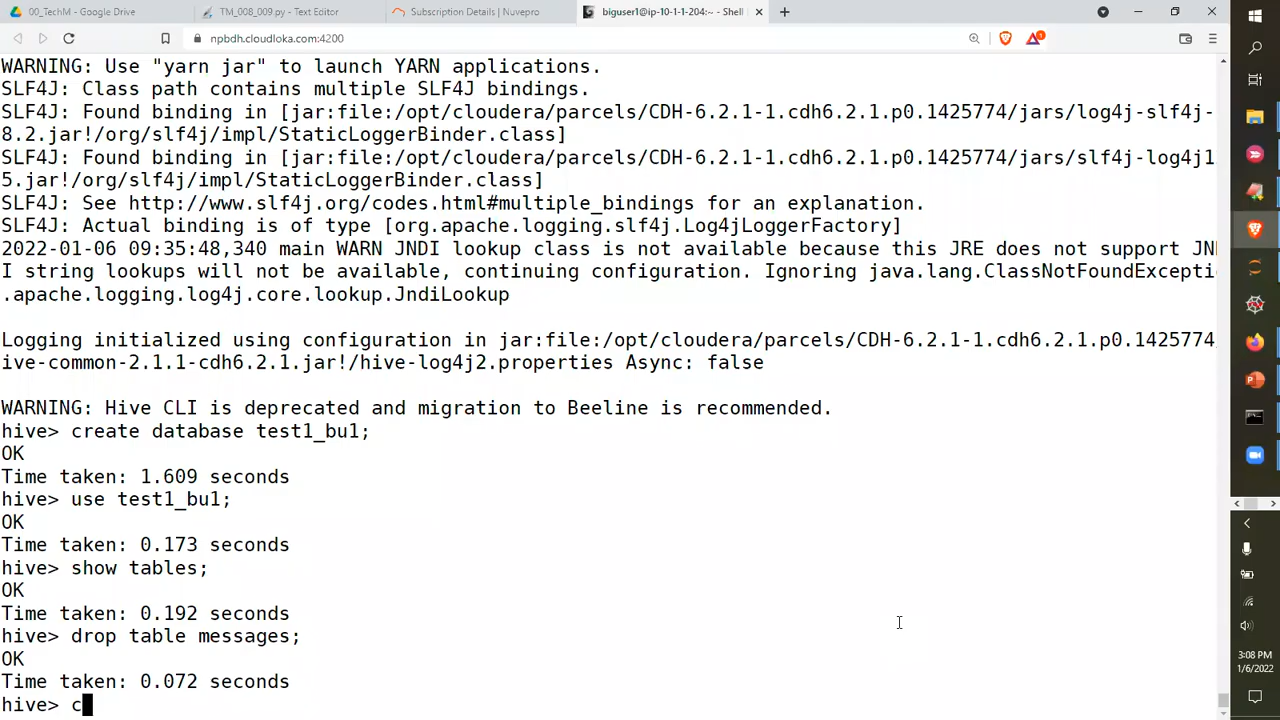 00_TechM - Google Drive
TM_008_009.py - Text Editor
Subscription Details | Nuvepro
biguser1@ip-10-1-1-204:~ - Shell
npbdh.cloudloka.com:4200
WARNING: Use "yarn jar" to launch YARN applications.
SLF4J: Class path contains multiple SLF4J bindings.
SLF4J: Found binding in [jar:file:/opt/cloudera/parcels/CDH-6.2.1-1.cdh6.2.1.p0.1425774/jars/log4j-slf4j-
8.2.jar!/org/slf4j/impl/StaticLoggerBinder.class]
SLF4J: Found binding in [jar:file:/opt/cloudera/parcels/CDH-6.2.1-1.cdh6.2.1.p0.1425774/jars/slf4j-log4j1
5.jar!/org/slf4j/impl/StaticLoggerBinder.class]
SLF4J: See http://www.slf4j.org/codes.html#multiple_bindings for an explanation.
SLF4J: Actual binding is of type [org.apache.logging.slf4j.Log4jLoggerFactory]
2022-01-06 09:35:48,340 main WARN JNDI lookup class is not available because this JRE does not support JN
I string lookups will not be available, continuing configuration. Ignoring java.lang.ClassNotFoundExcepti
.apache.logging.log4j.core.lookup.JndiLookup
Logging initialized using configuration in jar:file:/opt/cloudera/parcels/CDH-6.2.1-1.cdh6.2.1.p0.1425774
ive-common-2.1.1-cdh6.2.1.jar!/hive-log4j2.properties Async: false
WARNING: Hive CLI is deprecated and migration to Beeline is recommended.
hive> create database test1_bu1;
OK
Time taken: 1.609 seconds
hive> use test1_bu1;
OK
Time taken: 0.173 seconds
hive> show tables;
OK
Time taken: 0.192 seconds
hive> drop table messages;
OK
Time taken: 0.072 seconds
hive> c
3:08 PM
1/6/2022